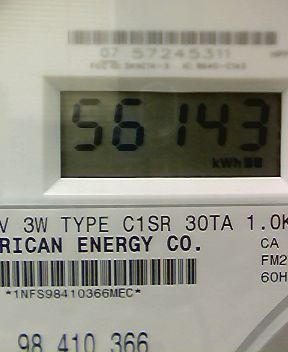 07 57245311
56143
kWh
V 3W TYPE C1SR 30TA 1.0K
RICAN ENERGY CO.
CA
FM2
60H
*1NFS98410366MEC*
98 410 366